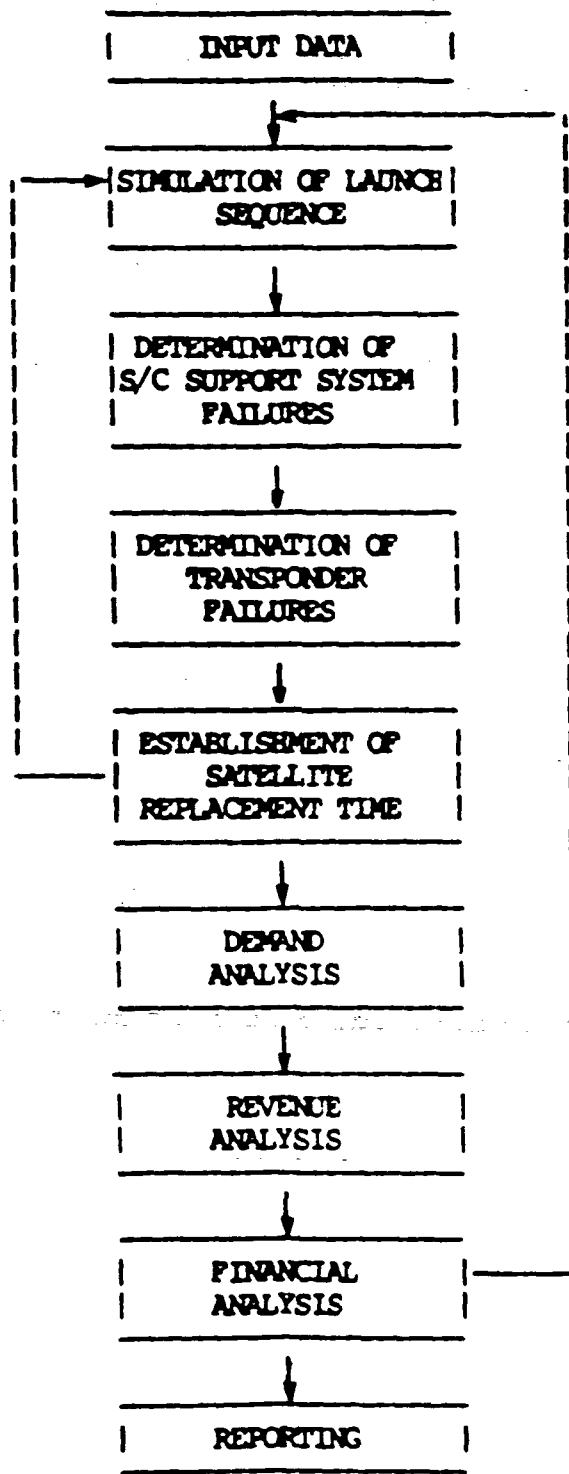 INPUT DATA
SIMULATION OF LAUNCH
SEQUENCE
DETERMINATION OF
S/C SUPPORT SYSTEM
FAILURES
DETERMINATION OF
TRANSPONDER
FAILURES
ESTABLISHMENT OF
SATELLITE
REPLACEMENT TIME
DEMAND
ANALYSIS
REVENUE
ANALYSIS
FINANCIAL
ANALYSIS
REPORTING